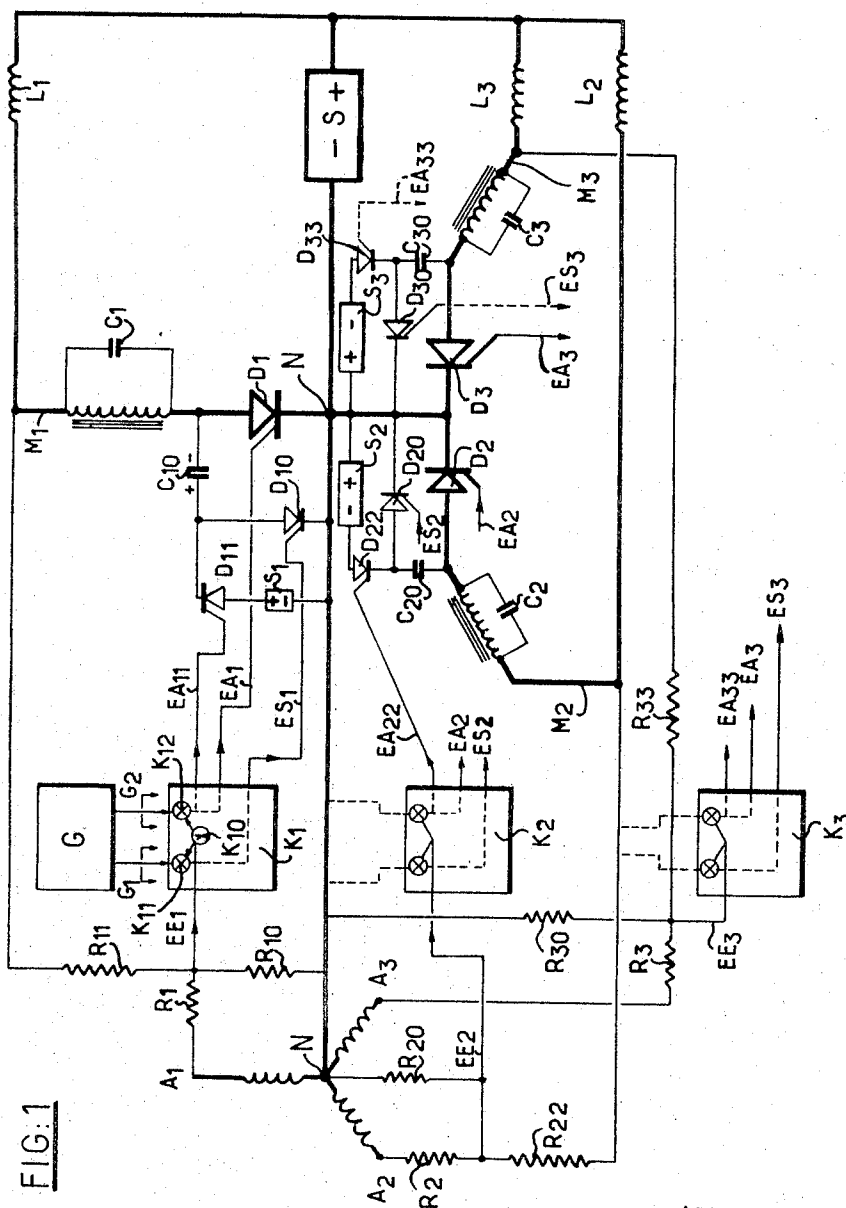 FIG:1
L1
- S +
L3
L2
EA33
D33
M3
C1
S3
+ -
C30
D30
C3
ES3
M1
D1
N
EA3
D3
C10
+ -
D10
S2
- +
D20
D2
D11
S1
+ -
D22
ES2
EA2
C20
C2
EA11
EA1
ES1
M2
R33
EA22
K12
G2
G
K10
K1
G1
K11
EE1
EA2
ES2
K2
EA33
EA3
ES3
K3
R11
R10
R1
R30
R3
EE3
A3
A1
N
R20
EE2
A2
R2
R22